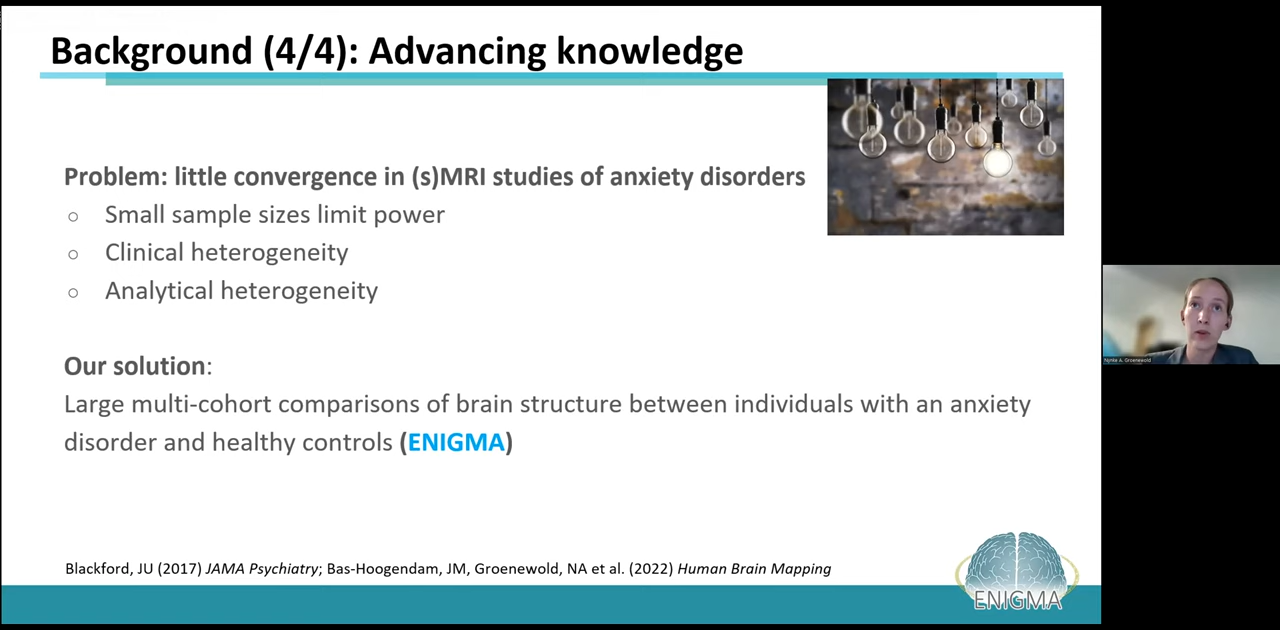 Background (4/4): Advancing knowledge
Problem: little convergence in (s)MRI studies of anxiety disorders
○ Small sample sizes limit power
○ Clinical heterogeneity
○ Analytical heterogeneity
Our solution:
Large multi-cohort comparisons of brain structure between individuals with an anxiety
disorder and healthy controls (ENIGMA)
Blackford, JU (2017) JAMA Psychiatry; Bas-Hoogendam, JM, Groenewold, NA et al. (2022) Human Brain Mapping
ENIGMA
Nynke A. Groenewold